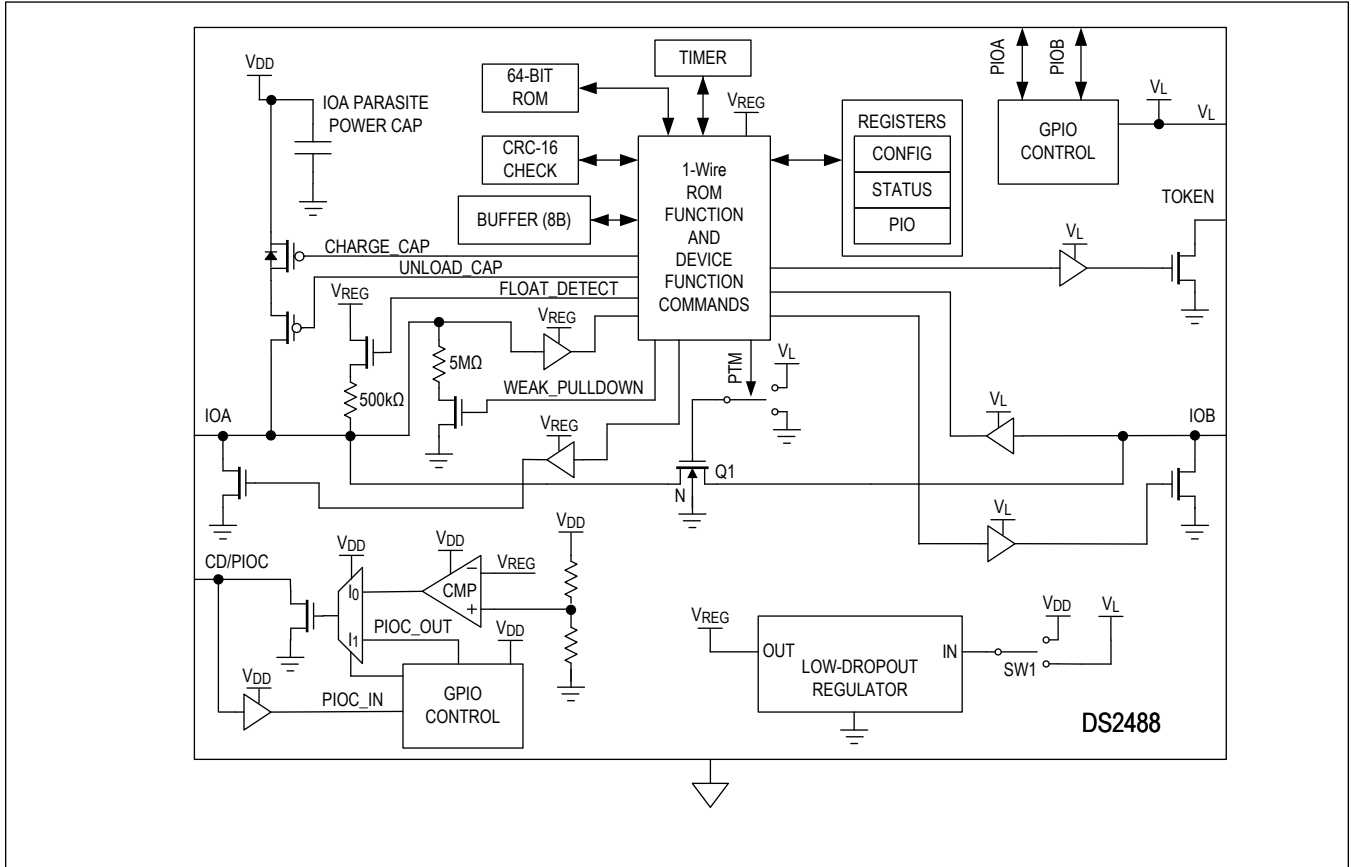 VDD
IOA PARASITE
POWER CAP
64-BIT
ROM
TIMER
VREG
CRC-16
CHECK
BUFFER (8B)
1-Wire
ROM
FUNCTION
AND
DEVICE
FUNCTION
COMMANDS
REGISTERS
CONFIG
STATUS
PIO
PIOA
PIOB
GPIO
CONTROL
VL
VL
TOKEN
VL
CHARGE_CAP
UNLOAD_CAP
FLOAT_DETECT
VREG
VREG
5MΩ
500kΩ
WEAK_PULLDOWN
PTM
VL
IOA
VREG
VL
IOB
Q1
N
VL
CD/PIOC
VDD
VDD
VDD
I0
I1
CMP
−
+
VREG
PIOC_OUT
VDD
VDD
PIOC_IN
GPIO
CONTROL
VREG
OUT
IN
LOW-DROPOUT
REGULATOR
VDD
VL
SW1
DS2488